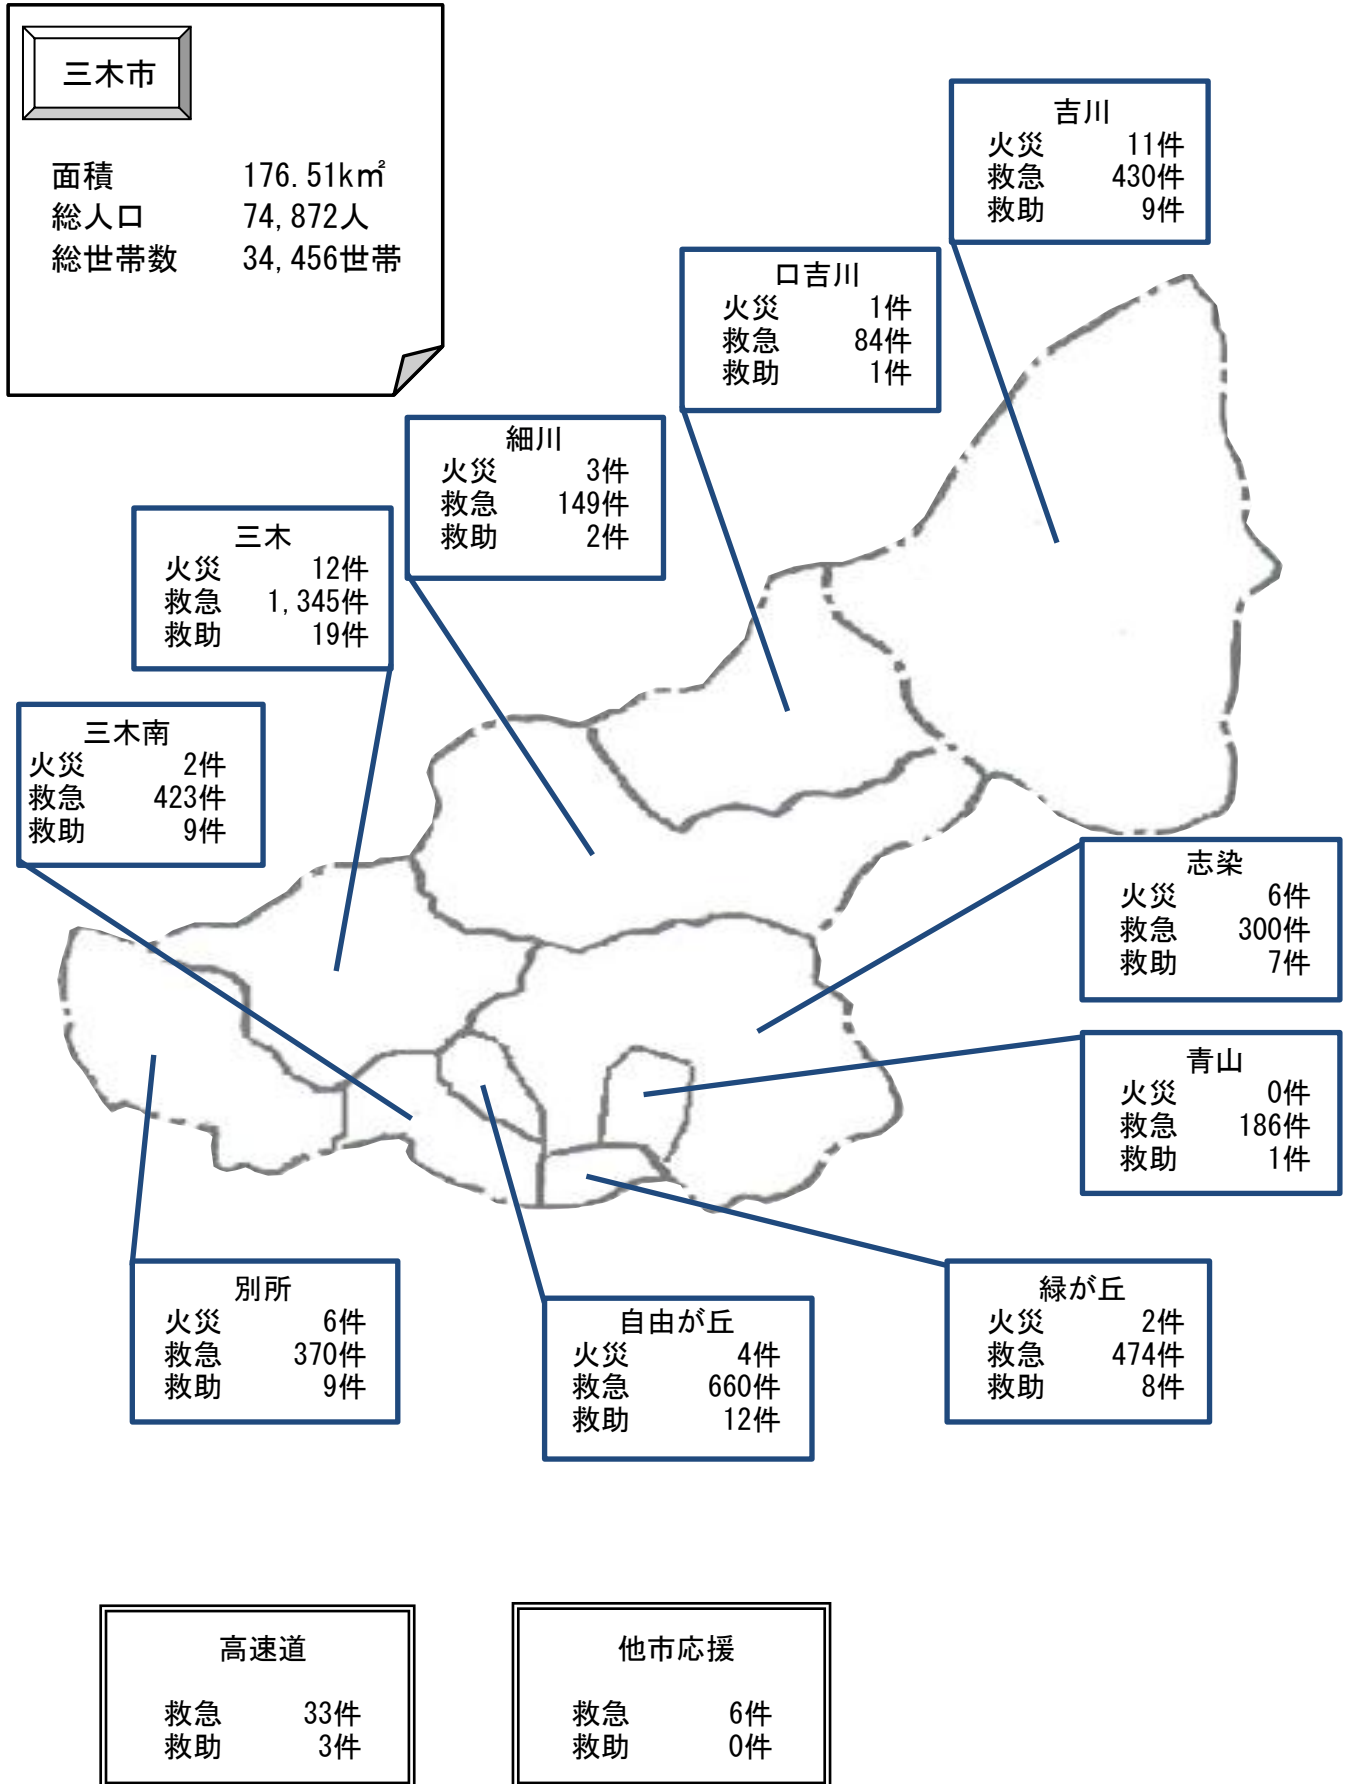 三木市
面積 176.51k㎡
総人口 74,872人
総世帯数 34,456世帯
吉川
火災 11件
救急 430件
救助 9件
口吉川
火災 1件
救急 84件
救助 1件
細川
火災 3件
救急 149件
救助 2件
三木
火災 12件
救急 1,345件
救助 19件
三木南
火災 2件
救急 423件
救助 9件
志染
火災 6件
救急 300件
救助 7件
青山
火災 0件
救急 186件
救助 1件
別所
火災 6件
救急 370件
救助 9件
自由が丘
火災 4件
救急 660件
救助 12件
緑が丘
火災 2件
救急 474件
救助 8件
高速道
救急 33件
救助 3件
他市応援
救急 6件
救助 0件